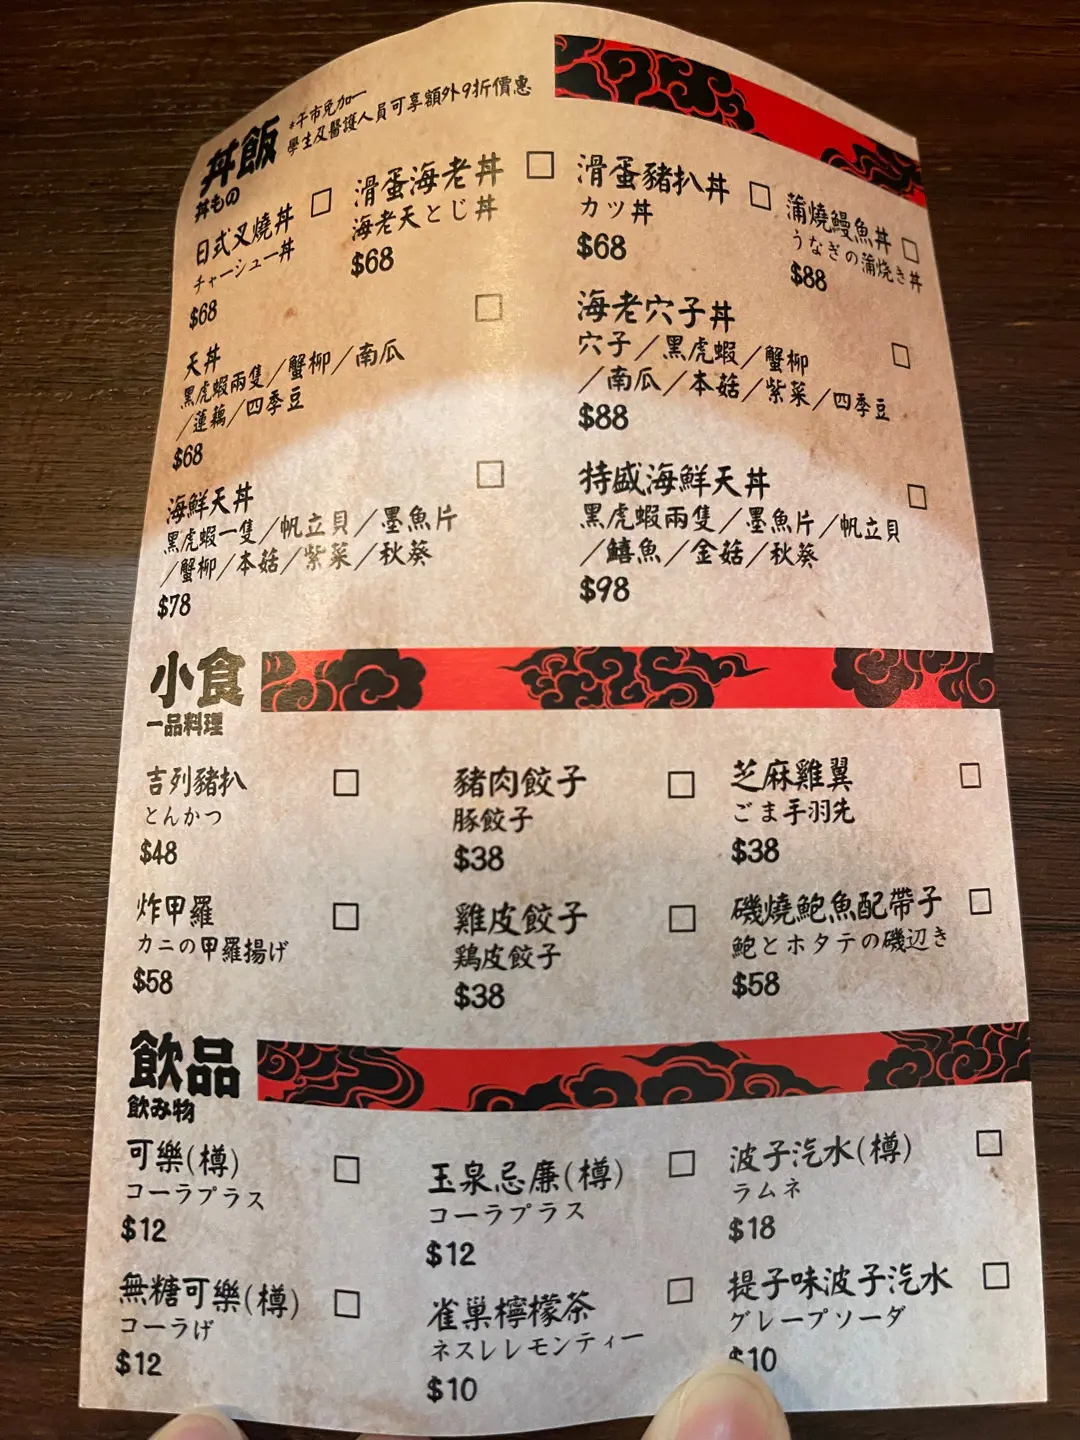 丼飯
丼もの
*午市免加一
學生及醫護人員可享額外9折價惠
日式叉燒丼
チャーシュー丼
$68
滑蛋海老丼
海老天とじ丼
$68
滑蛋豬扒丼
カツ丼
$68
蒲燒鰻魚丼
うなぎの蒲焼き丼
$88
天丼
黑虎蝦兩隻／蟹柳／南瓜
／蓮藕／四季豆
$68
海老穴子丼
穴子／黑虎蝦／蟹柳
／南瓜／本菇／紫菜／四季豆
$88
海鮮天丼
黑虎蝦一隻／帆立貝／墨魚片
／蟹柳／本菇／紫菜／秋葵
$78
特盛海鮮天丼
黑虎蝦兩隻／墨魚片／帆立貝
／鱚魚／金菇／秋葵
$98
小食
一品料理
吉列豬扒
とんかつ
$48
豬肉餃子
豚餃子
$38
芝麻雞翼
ごま手羽先
$38
炸甲羅
カニの甲羅揚げ
$58
雞皮餃子
鶏皮餃子
$38
磯燒鮑魚配帶子
鮑とホタテの磯辺き
$58
飲品
飲み物
可樂(樽)
コーラプラス
$12
玉泉忌廉(樽)
コーラプラス
$12
波子汽水(樽)
ラムネ
$18
無糖可樂(樽)
コーラげ
$12
雀巢檸檬茶
ネスレレモンティー
$10
提子味波子汽水
グレープソーダ
$10